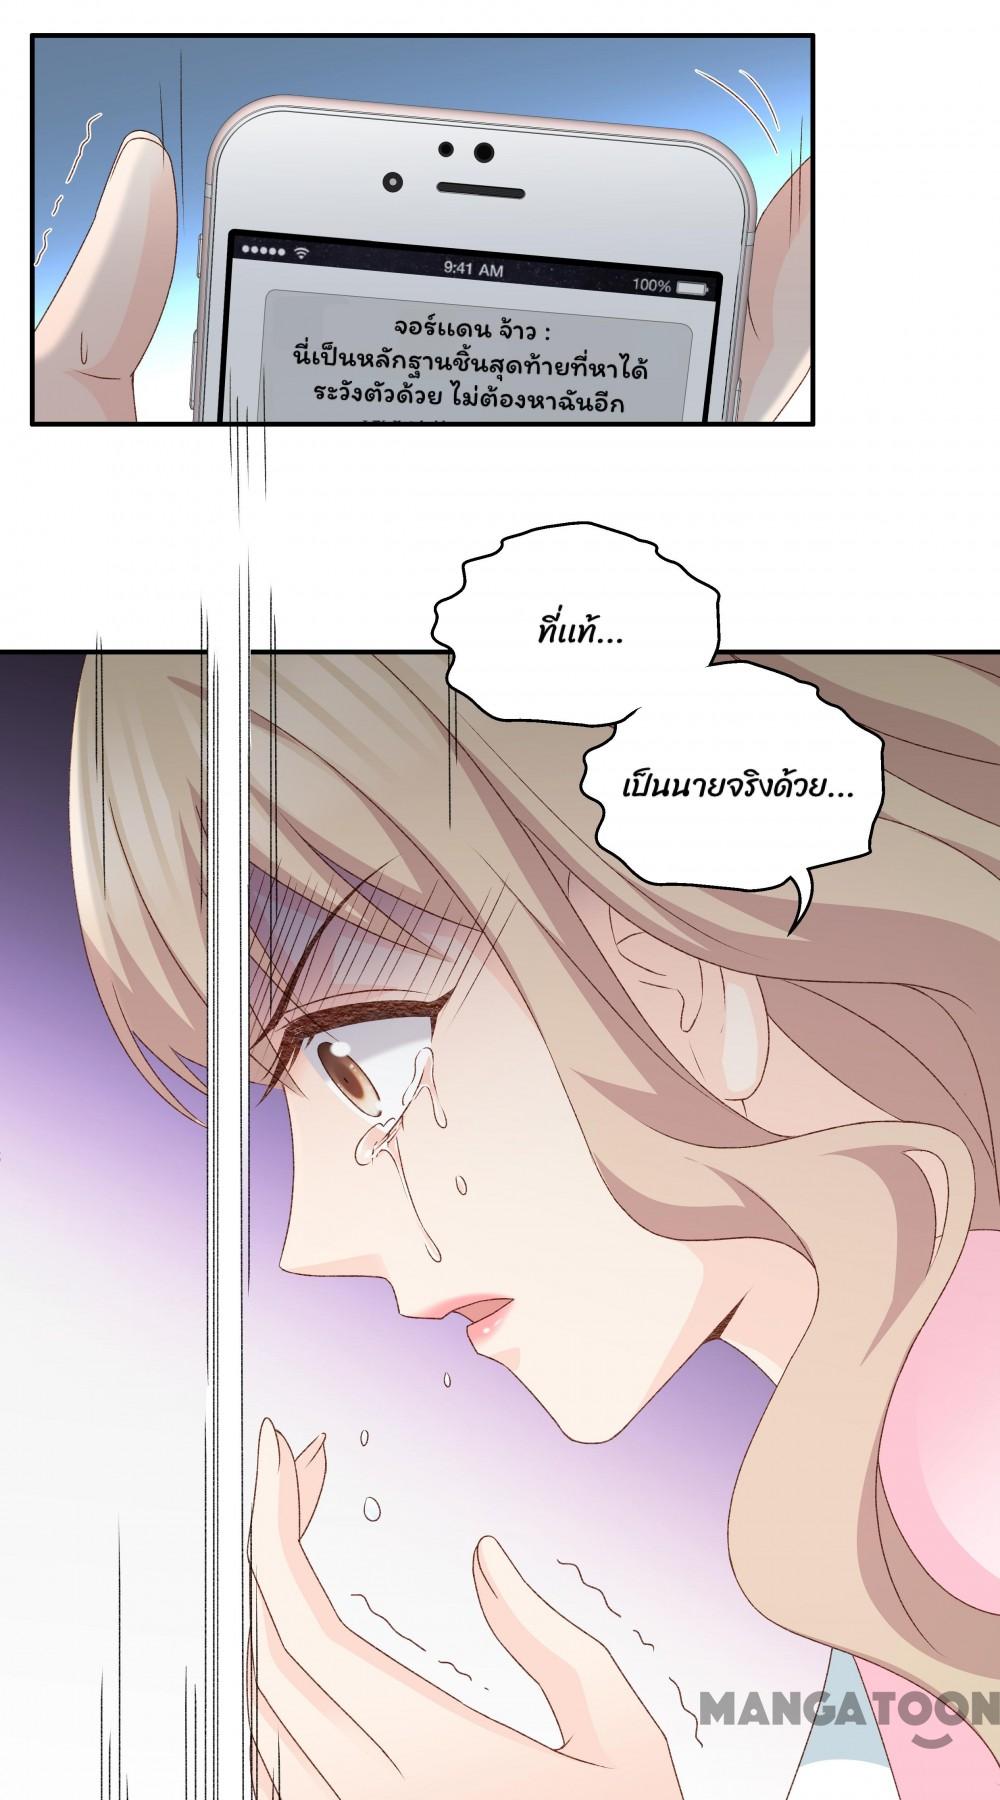 9:41 AM
100%
จอร์แดน จ้าว :
นี่เป็นหลักฐานชิ้นสุดท้ายที่หาได้
ระวังตัวด้วย ไม่ต้องหาฉันอีก
ที่แท้...
เป็นนายจริงด้วย...
MANGATOON